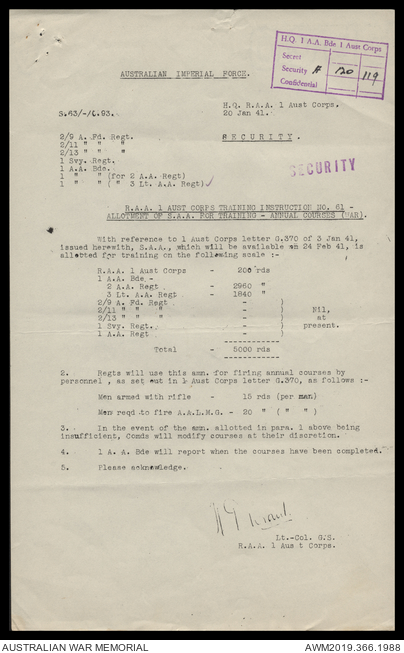 H.Q. 1 A.A. Bde 1 Aust Corps
Secret
Security A 120 119
Confidential
AUSTRALIAN IMPERIAL FORCE.
H.Q. R.A.A. 1 Aust Corps.
S.63/-/G.93. 20 Jan 41.
2/9 A. Fd. Regt. SECURITY.
2/11 " " "
2/13 " " "
1 Svy. Regt.
1 A.A. Bde.
1 " " (for 2 A.A. Regt)
1 " " ( " 3 Lt. A.A. Regt)
SECURITY
R.A.A. 1 AUST CORPS TRAINING INSTRUCTION NO. 61 -
ALLOTMENT OF S.A.A. FOR TRAINING - ANNUAL COURSES (WAR).
With reference to 1 Aust Corps letter G.370 of 3 Jan 41,
issued herewith, S.A.A., which will be available on 24 Feb 41, is
allotted for training on the following scale :-
R.A.A. 1 Aust Corps - 200 rds
1 A.A. Bde -
2 A.A. Regt - 2960 "
3 Lt. A.A. Regt - 1840 "
2/9 A. Fd Regt - )
2/11 " " " - ) Nil,
2/13 " " " - ) at
1 Svy. Regt. - ) present.
1 A.A. Regt - )
Total - 5000 rds
2. Regts will use this amn. for firing annual courses by
personnel , as set out in 1 Aust Corps letter G.370, as follows :-
Men armed with rifle - 15 rds (per man)
Men reqd to fire A.A.L.M.G. - 20 " ( " " )
3. In the event of the amn. allotted in para. 1 above being
insufficient, Comds will modify courses at their discretion.
4. 1 A. A. Bde will report when the courses have been completed.
5. Please acknowledge.
Lt.-Col. G.S.
R.A.A. 1 Aus t Corps.
AUSTRALIAN WAR MEMORIAL AWM2019.366.1988